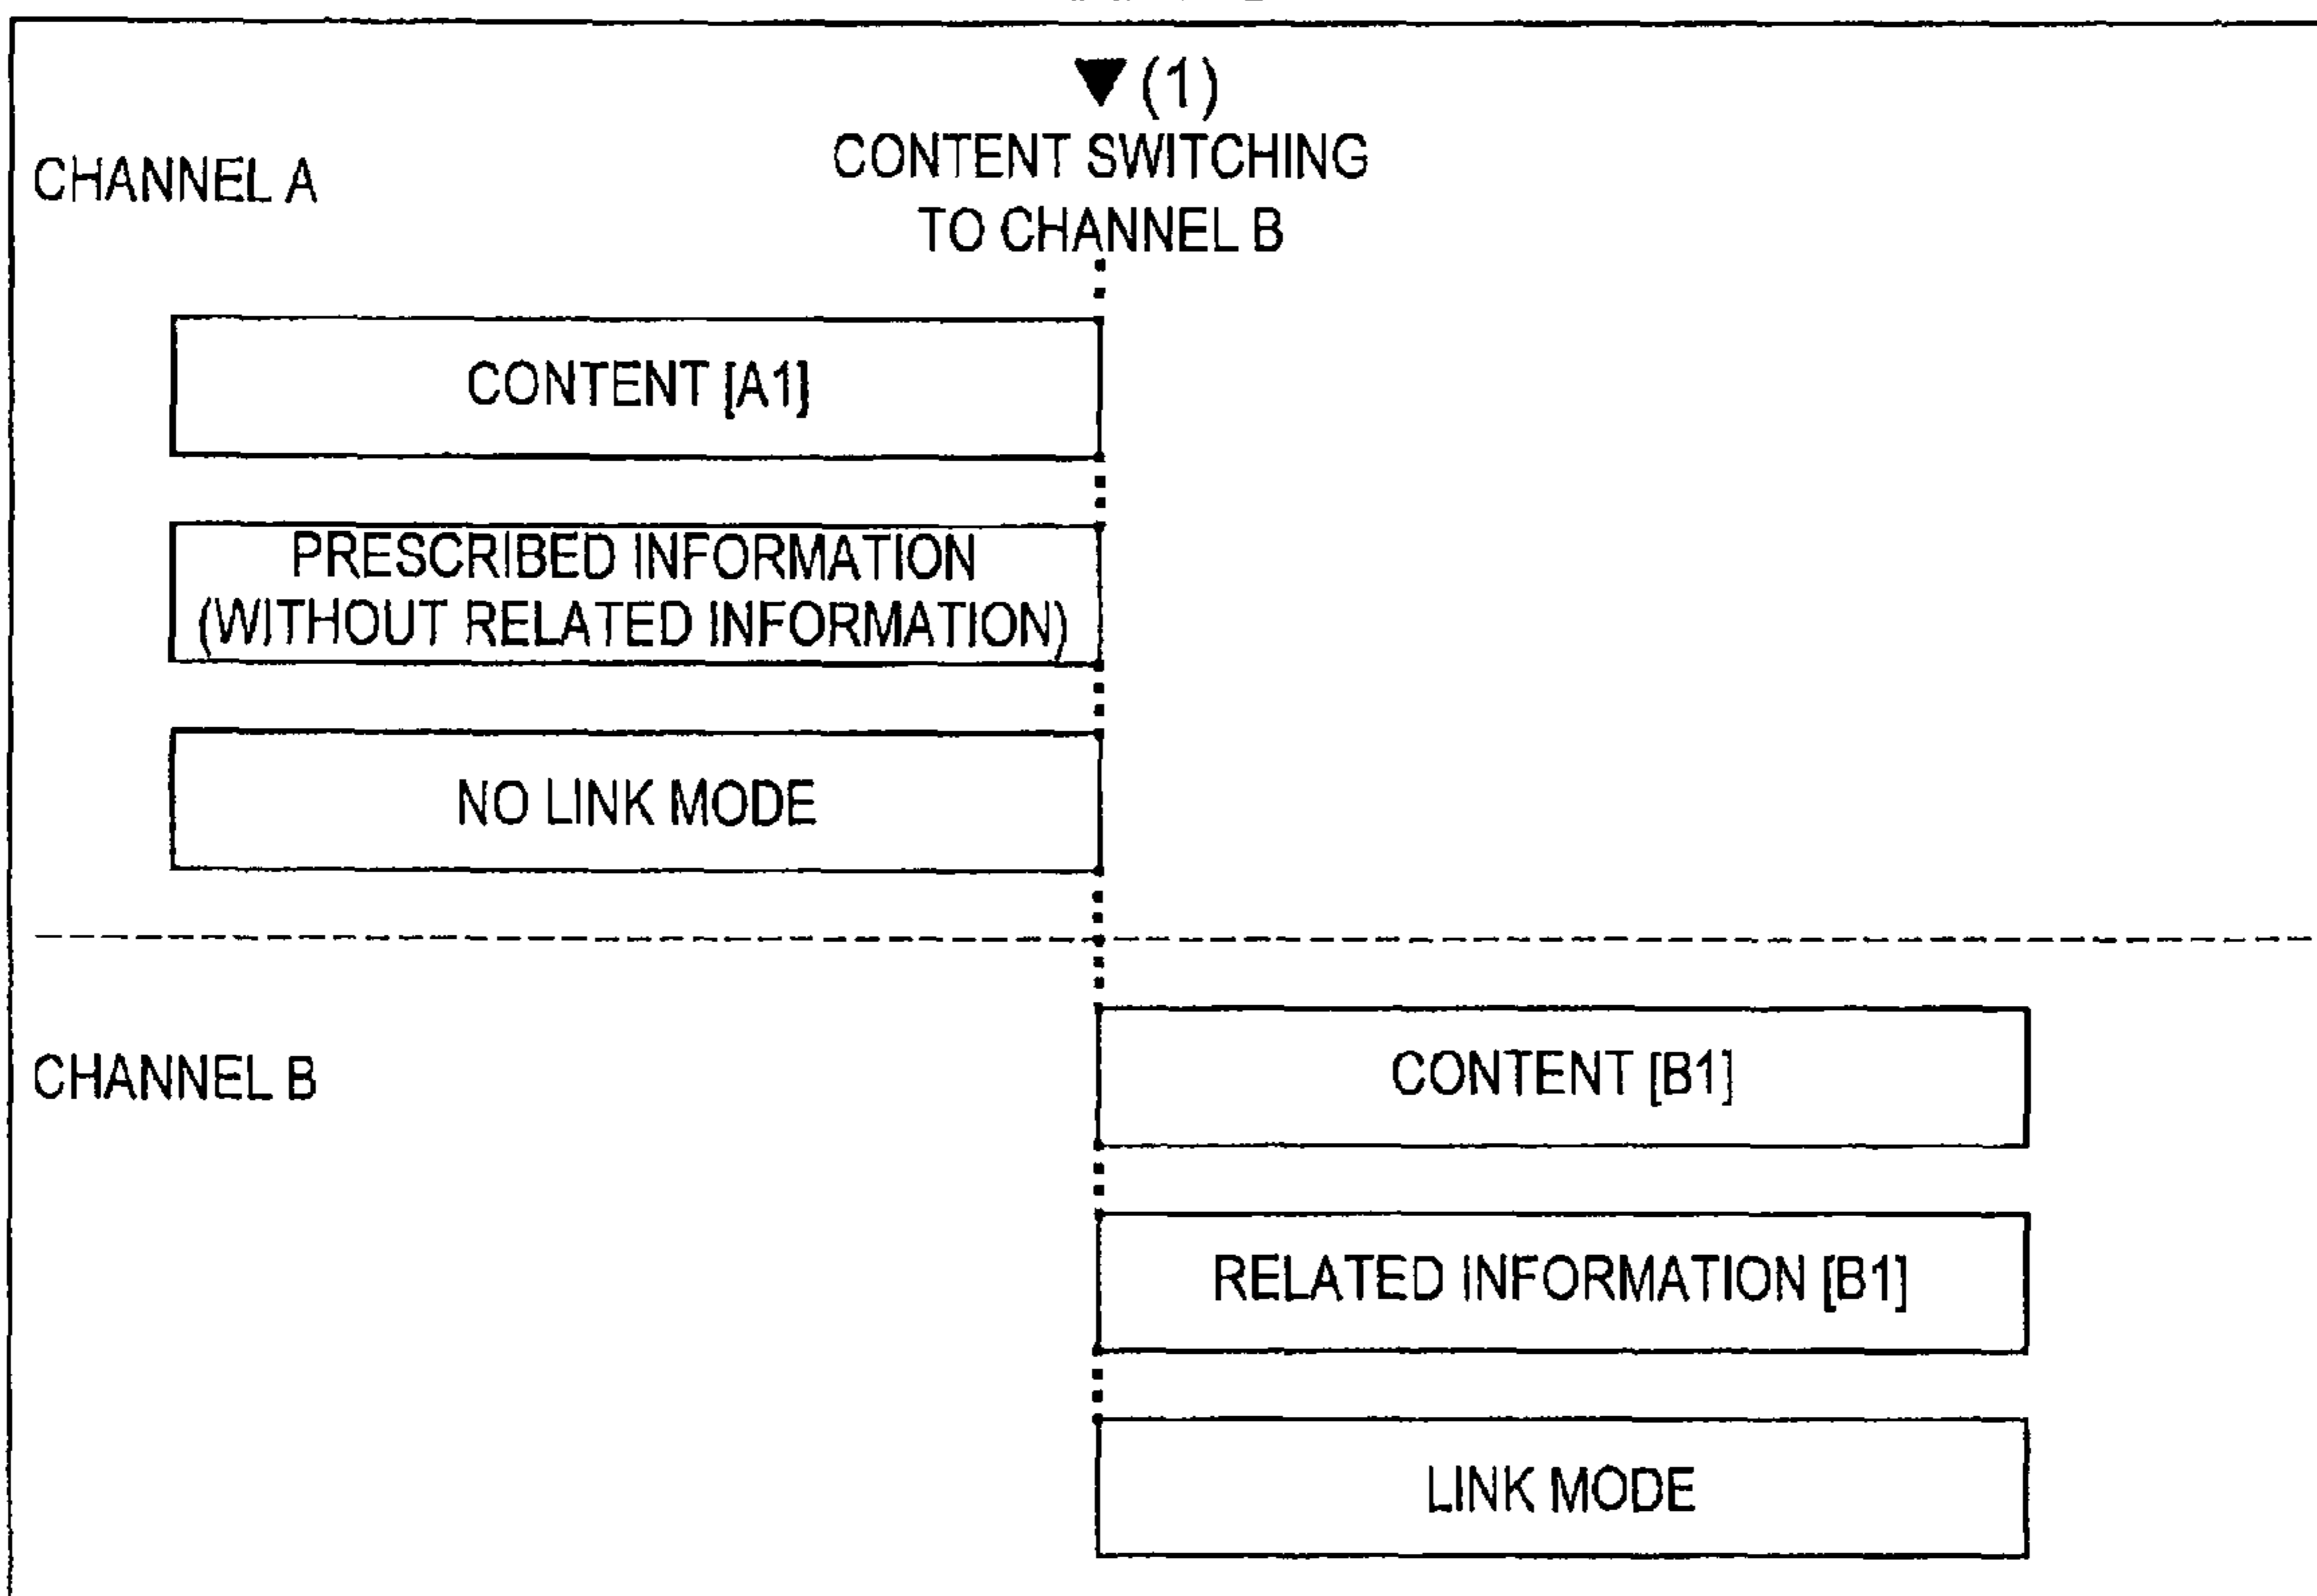 ▼(1)
CONTENT SWITCHING
CHANNEL A
TO CHANNEL B
CONTENT [A1]
PRESCRIBED INFORMATION
(WITHOUT RELATED INFORMATION)
NO LINK MODE
CHANNEL B
CONTENT [B1]
RELATED INFORMATION [B1]
LINK MODE